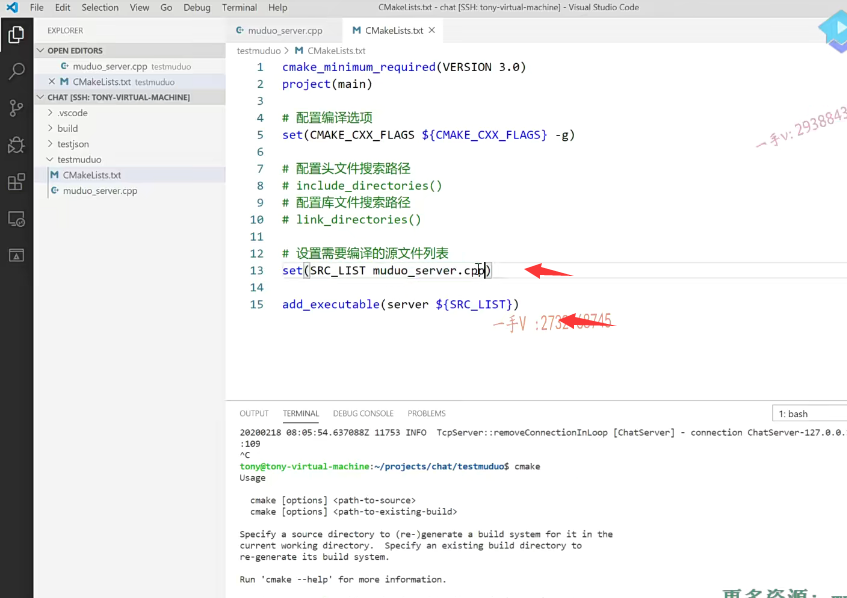 File Edit Selection View Go Debug Terminal Help CMakeLists.txt - chat [SSH: tony-virtual-machine] - Visual Studio Code
EXPLORER
OPEN EDITORS
muduo_server.cpp testmuduo
CMakeLists.txt testmuduo
CHAT [SSH: TONY-VIRTUAL-MACHINE]
.vscode
build
testjson
testmuduo
CMakeLists.txt
muduo_server.cpp
muduo_server.cpp CMakeLists.txt
testmuduo > CMakeLists.txt
1 cmake_minimum_required(VERSION 3.0)
2 project(main)
3
4 # 配置编译选项
5 set(CMAKE_CXX_FLAGS ${CMAKE_CXX_FLAGS} -g)
6
7 # 配置头文件搜索路径
8 # include_directories()
9 # 配置库文件搜索路径
10 # link_directories()
11
12 # 设置需要编译的源文件列表
13 set(SRC_LIST muduo_server.cpp)
14
15 add_executable(server ${SRC_LIST})
一手v: 2938843
一手V :273
OUTPUT TERMINAL DEBUG CONSOLE PROBLEMS 1: bash
20200218 08:05:54.637088Z 11753 INFO TcpServer::removeConnectionInLoop [ChatServer] - connection ChatServer-127.0.0.
:109
^C
tony@tony-virtual-machine:~/projects/chat/testmuduo$ cmake
Usage
cmake [options] <path-to-source>
cmake [options] <path-to-existing-build>
Specify a source directory to (re-)generate a build system for it in the
current working directory. Specify an existing build directory to
re-generate its build system.
Run 'cmake --help' for more information.
更多资源: